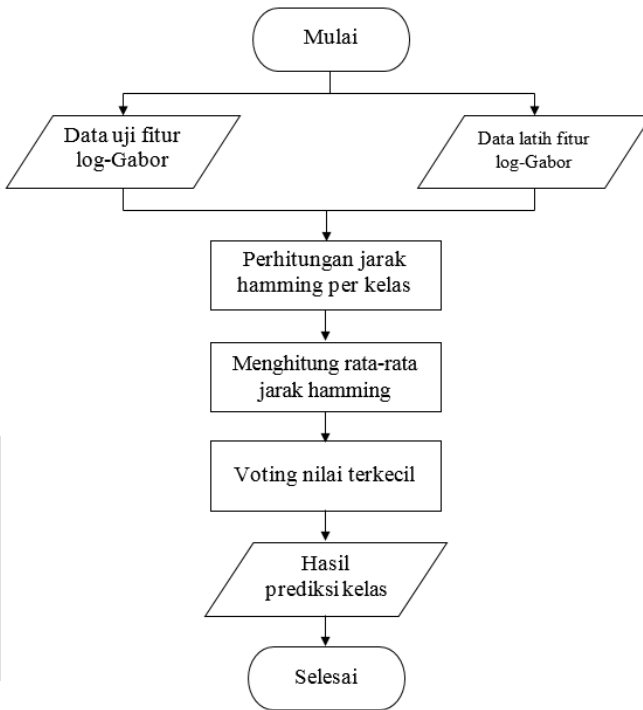 Mulai
Data uji fitur
log-Gabor
Data latih fitur
log-Gabor
Perhitungan jarak
hamming per kelas
Menghitung rata-rata
jarak hamming
Voting nilai terkecil
Hasil
prediksi kelas
Selesai